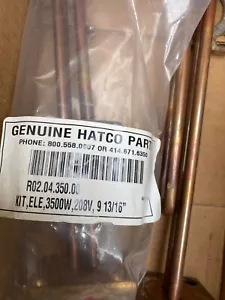 GENUINE HATCO PART
PHONE: 800.558.0607 OR 414.671.6350
R02.04.350.00
KIT,ELE,3500W,208V, 9 13/16"